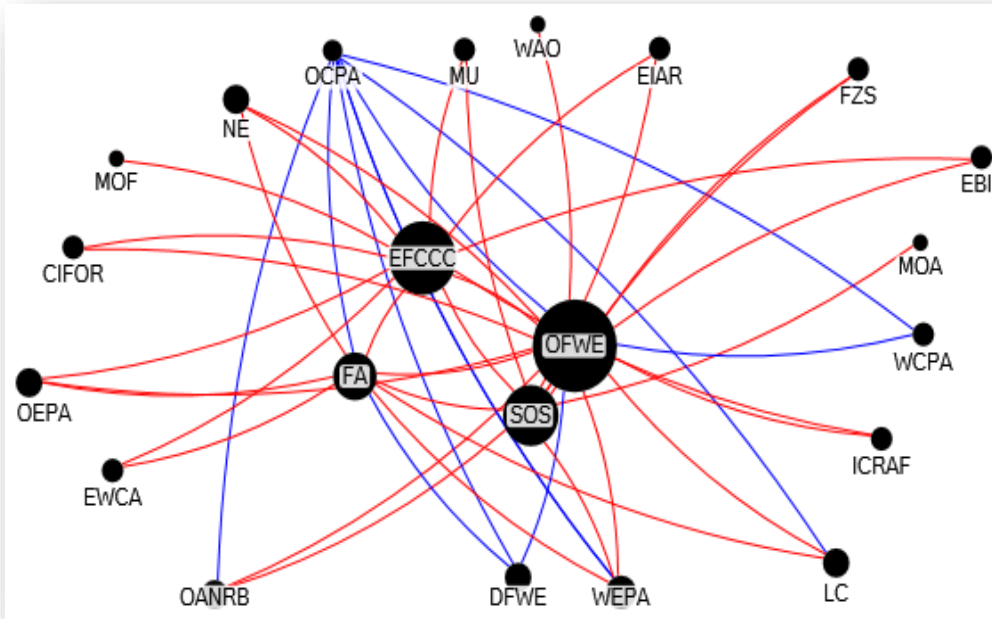 WAO
OCPA
MU
EIAR
FZS
NE
MOF
EBI
EFCCC
MOA
CIFOR
OFWE
WCPA
FA
OEPA
SOS
ICRAF
EWCA
OANRB
DFWE
WEPA
LC